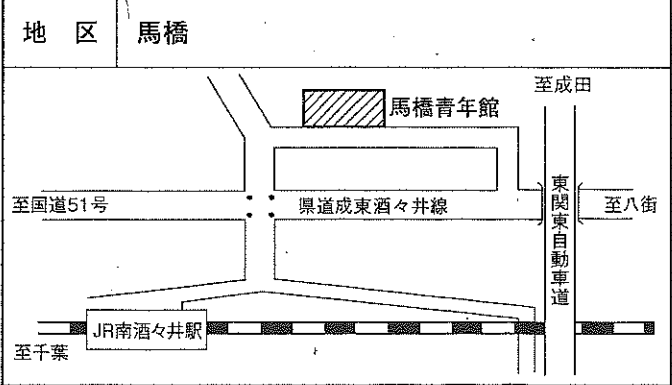 地区
馬橋
至成田
馬橋青年館
至国道51号
県道成東酒々井線
東関東自動車道
至八街
JR南酒々井駅
至千葉